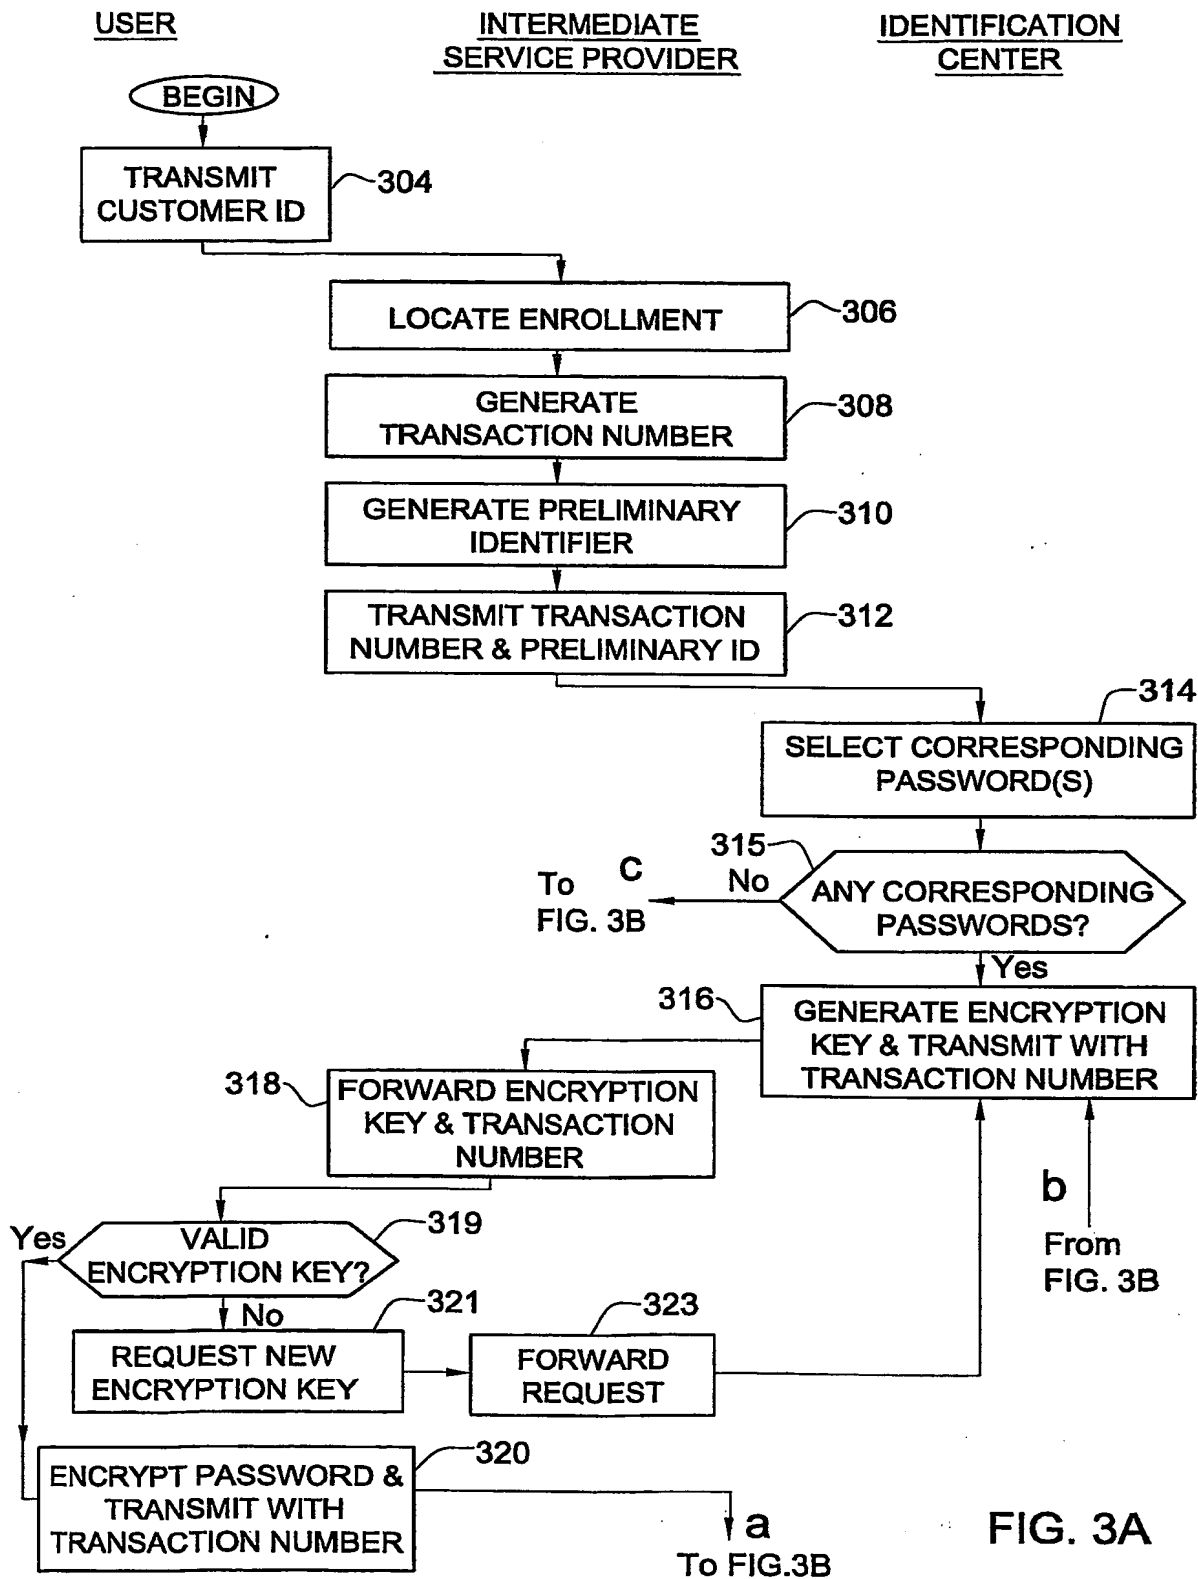 USER
INTERMEDIATE
SERVICE PROVIDER
IDENTIFICATION
CENTER
BEGIN
TRANSMIT
CUSTOMER ID
304
LOCATE ENROLLMENT
306
GENERATE
TRANSACTION NUMBER
308
GENERATE PRELIMINARY
IDENTIFIER
310
TRANSMIT TRANSACTION
NUMBER & PRELIMINARY ID
312
314
SELECT CORRESPONDING
PASSWORD(S)
315
ANY CORRESPONDING
PASSWORDS?
No
c
To
FIG. 3B
Yes
316
GENERATE ENCRYPTION
KEY & TRANSMIT WITH
TRANSACTION NUMBER
318
FORWARD ENCRYPTION
KEY & TRANSACTION
NUMBER
b
From
FIG. 3B
319
VALID
ENCRYPTION KEY?
Yes
No
321
REQUEST NEW
ENCRYPTION KEY
323
FORWARD
REQUEST
320
ENCRYPT PASSWORD &
TRANSMIT WITH
TRANSACTION NUMBER
a
To FIG.3B
FIG. 3A